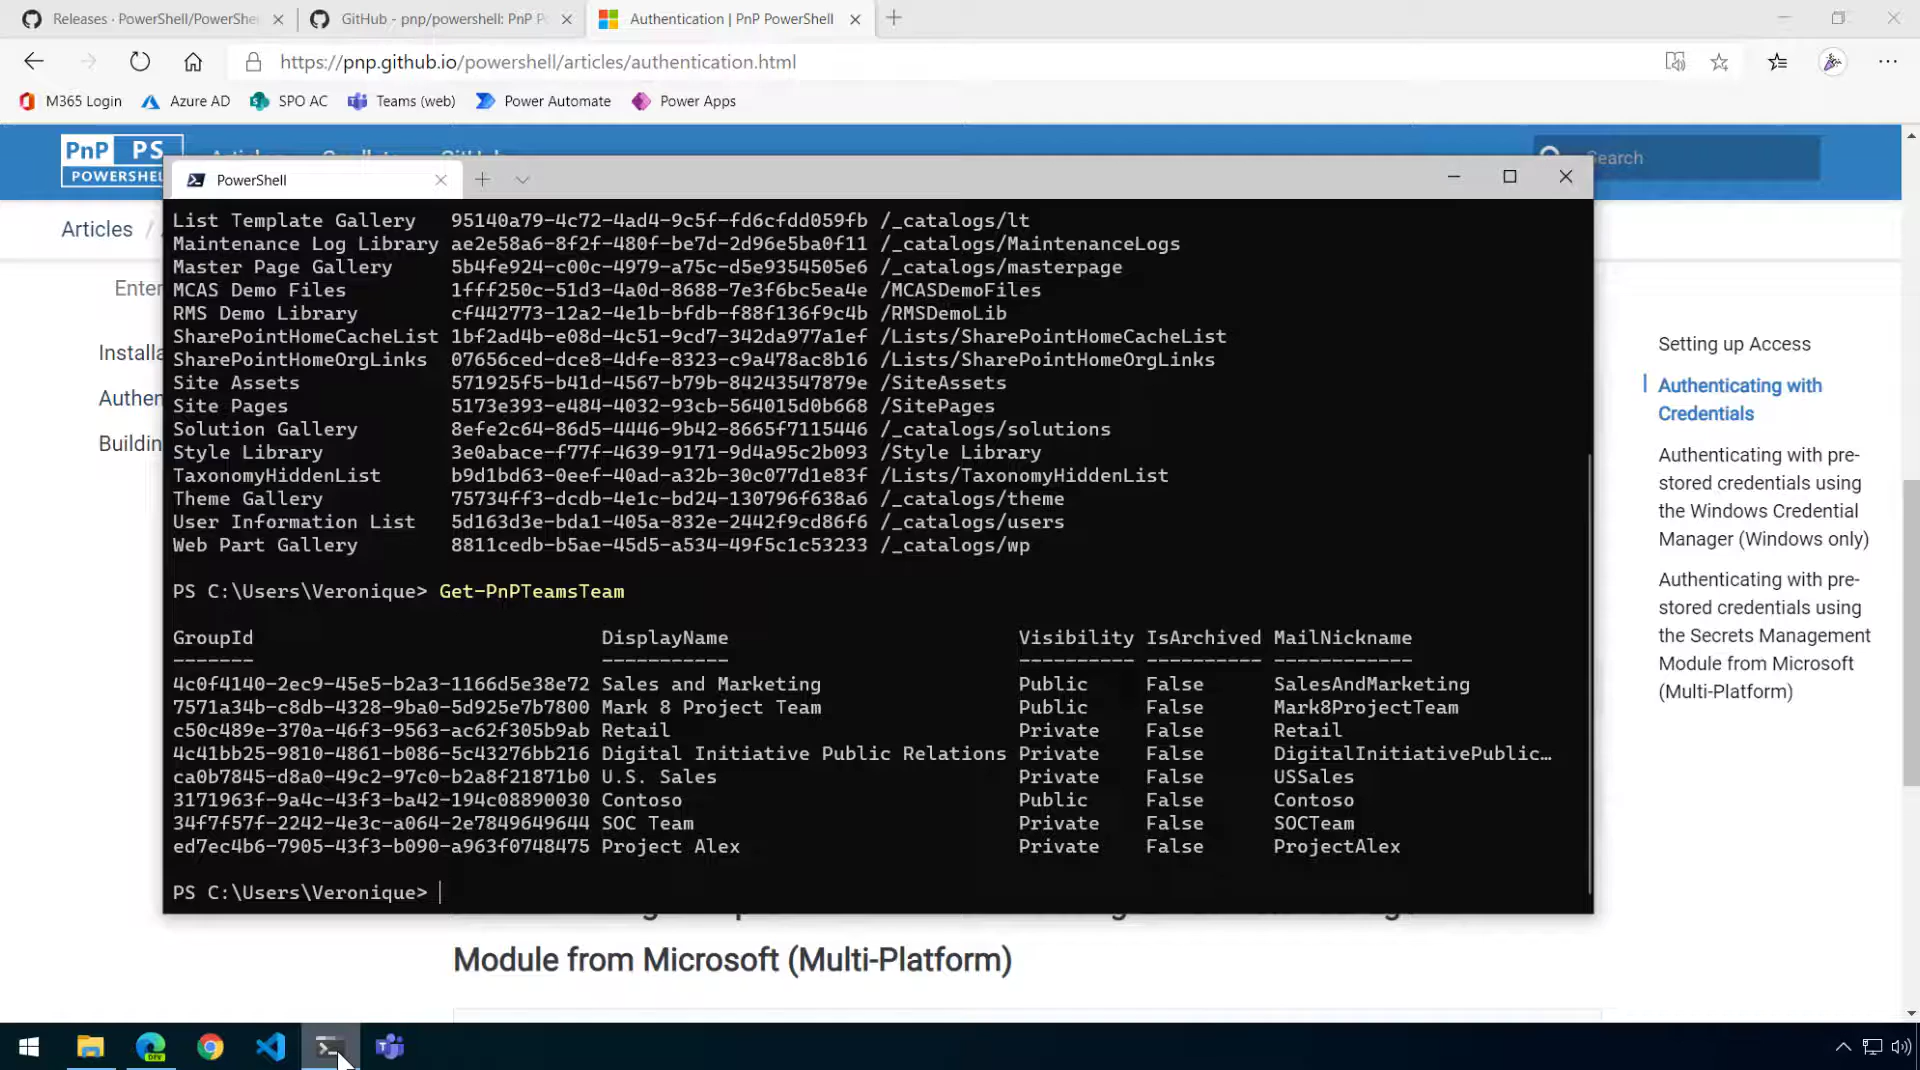 Releases · PowerShell/PowerShe
GitHub - pnp/powershell: PnP P
Authentication | PnP PowerShell
https://pnp.github.io/powershell/articles/authentication.html
M365 Login
Azure AD
SPO AC
Teams (web)
Power Automate
Power Apps
PnP PS
POWERSHEL
Search
Articles /
Enter
Installa
Authen
Buildin
PowerShell
List Template Gallery 95140a79-4c72-4ad4-9c5f-fd6cfdd059fb /_catalogs/lt
Maintenance Log Library ae2e58a6-8f2f-480f-be7d-2d96e5ba0f11 /_catalogs/MaintenanceLogs
Master Page Gallery 5b4fe924-c00c-4979-a75c-d5e9354505e6 /_catalogs/masterpage
MCAS Demo Files 1fff250c-51d3-4a0d-8688-7e3f6bc5ea4e /MCASDemoFiles
RMS Demo Library cf442773-12a2-4e1b-bfdb-f88f136f9c4b /RMSDemoLib
SharePointHomeCacheList 1bf2ad4b-e08d-4c51-9cd7-342da977a1ef /Lists/SharePointHomeCacheList
SharePointHomeOrgLinks 07656ced-dce8-4dfe-8323-c9a478ac8b16 /Lists/SharePointHomeOrgLinks
Site Assets 571925f5-b41d-4567-b79b-84243547879e /SiteAssets
Site Pages 5173e393-e484-4032-93cb-564015d0b668 /SitePages
Solution Gallery 8efe2c64-86d5-4446-9b42-8665f7115446 /_catalogs/solutions
Style Library 3e0abace-f77f-4639-9171-9d4a95c2b093 /Style Library
TaxonomyHiddenList b9d1bd63-0eef-40ad-a32b-30c077d1e83f /Lists/TaxonomyHiddenList
Theme Gallery 75734ff3-dcdb-4e1c-bd24-130796f638a6 /_catalogs/theme
User Information List 5d163d3e-bda1-405a-832e-2442f9cd86f6 /_catalogs/users
Web Part Gallery 8811cedb-b5ae-45d5-a534-49f5c1c53233 /_catalogs/wp
PS C:\Users\Veronique> Get-PnPTeamsTeam
GroupId DisplayName Visibility IsArchived MailNickname
------- ----------- ---------- ---------- ------------
4c0f4140-2ec9-45e5-b2a3-1166d5e38e72 Sales and Marketing Public False SalesAndMarketing
7571a34b-c8db-4328-9ba0-5d925e7b7800 Mark 8 Project Team Public False Mark8ProjectTeam
c50c489e-370a-46f3-9563-ac62f305b9ab Retail Private False Retail
4c41bb25-9810-4861-b086-5c43276bb216 Digital Initiative Public Relations Private False DigitalInitiativePublic…
ca0b7845-d8a0-49c2-97c0-b2a8f21871b0 U.S. Sales Private False USSales
3171963f-9a4c-43f3-ba42-194c08890030 Contoso Public False Contoso
34f7f57f-2242-4e3c-a064-2e7849649644 SOC Team Private False SOCTeam
ed7ec4b6-7905-43f3-b090-a963f0748475 Project Alex Private False ProjectAlex
PS C:\Users\Veronique>
Module from Microsoft (Multi-Platform)
Setting up Access
Authenticating with
Credentials
Authenticating with pre-
stored credentials using
the Windows Credential
Manager (Windows only)
Authenticating with pre-
stored credentials using
the Secrets Management
Module from Microsoft
(Multi-Platform)